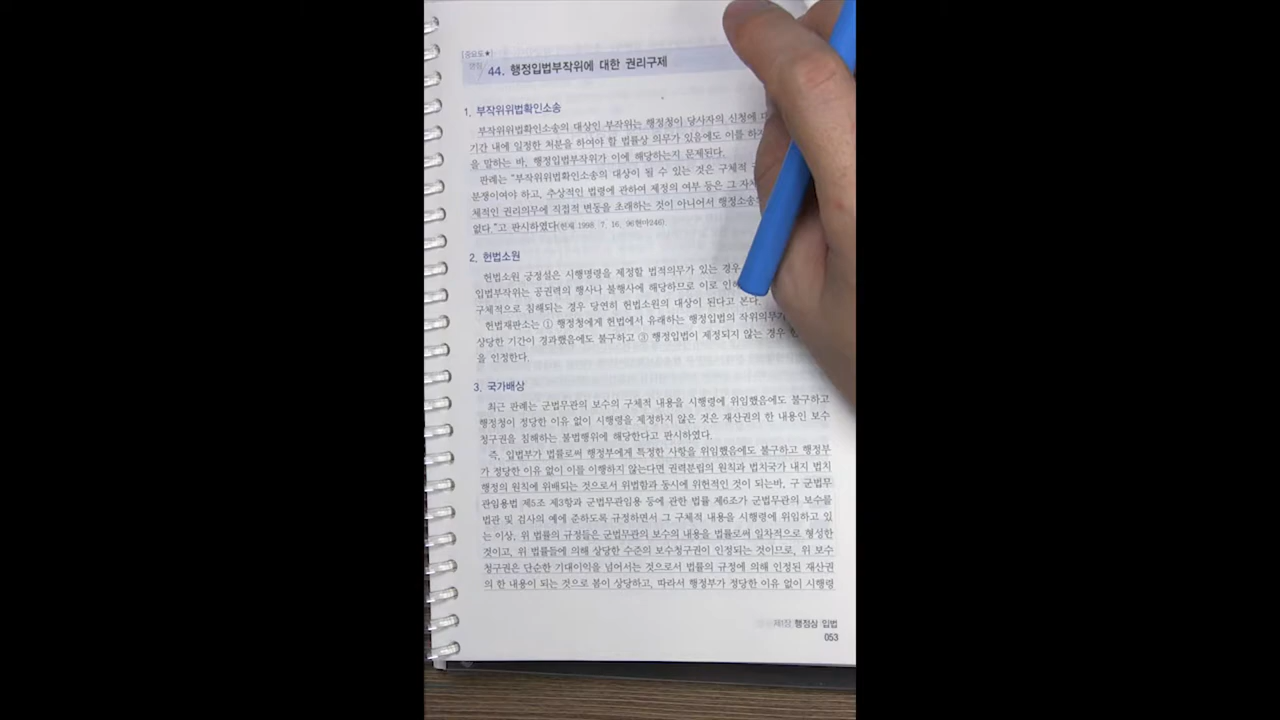 [중요도★]
약점
44. 행정입법부작위에 대한 권리구제
1. 부작위위법확인소송
부작위위법확인소송의 대상인 부작위는 행정청이 당사자의 신청에
기간 내에 일정한 처분을 하여야 할 법률상 의무가 있음에도 이를 하지
을 말하는 바, 행정입법부작위가 이에 해당하는지 문제된다.
판례는 "부작위위법확인소송의 대상이 될 수 있는 것은 구체적
분쟁이여야 하고, 추상적인 법령에 관하여 제정의 여부 등은 그 자체
체적인 권리의무에 직접적 변동을 초래하는 것이 아니어서 행정소송
없다."고 판시하였다(헌재 1998. 7. 16, 96헌마246).
2. 헌법소원
헌법소원 긍정설은 시행명령을 제정할 법적의무가 있는 경우
입법부작위는 공권력의 행사나 불행사에 해당하므로 이로 인해
구체적으로 침해되는 경우 당연히 헌법소원의 대상이 된다고 본다.
헌법재판소는 ① 행정청에게 헌법에서 유래하는 행정입법의 작위의무가
상당한 기간이 경과했음에도 불구하고 ③ 행정입법이 제정되지 않는 경우
을 인정한다.
3. 국가배상
최근 판례는 군법무관의 보수의 구체적 내용을 시행령에 위임했음에도 불구하고
행정청이 정당한 이유 없이 시행령을 제정하지 않은 것은 재산권의 한 내용인 보수
청구권을 침해하는 불법행위에 해당한다고 판시하였다.
즉, 입법부가 법률로써 행정부에게 특정한 사항을 위임했음에도 불구하고 행정부
가 정당한 이유 없이 이를 이행하지 않는다면 권력분립의 원칙과 법치국가 내지 법치
행정의 원칙에 위배되는 것으로서 위법함과 동시에 위헌적인 것이 되는바, 구 군법무
관임용법 제5조 제3항과 군법무관임용 등에 관한 법률 제6조가 군법무관의 보수를
법관 및 검사의 예에 준하도록 규정하면서 그 구체적 내용을 시행령에 위임하고 있
는 이상, 위 법률의 규정들은 군법무관의 보수의 내용을 법률로써 일차적으로 형성한
것이고, 위 법률들에 의해 상당한 수준의 보수청구권이 인정되는 것이므로, 위 보수
청구권은 단순한 기대이익을 넘어서는 것으로서 법률의 규정에 의해 인정된 재산권
의 한 내용이 되는 것으로 봄이 상당하고, 따라서 행정부가 정당한 이유 없이 시행령
제1장 행정상 입법
053